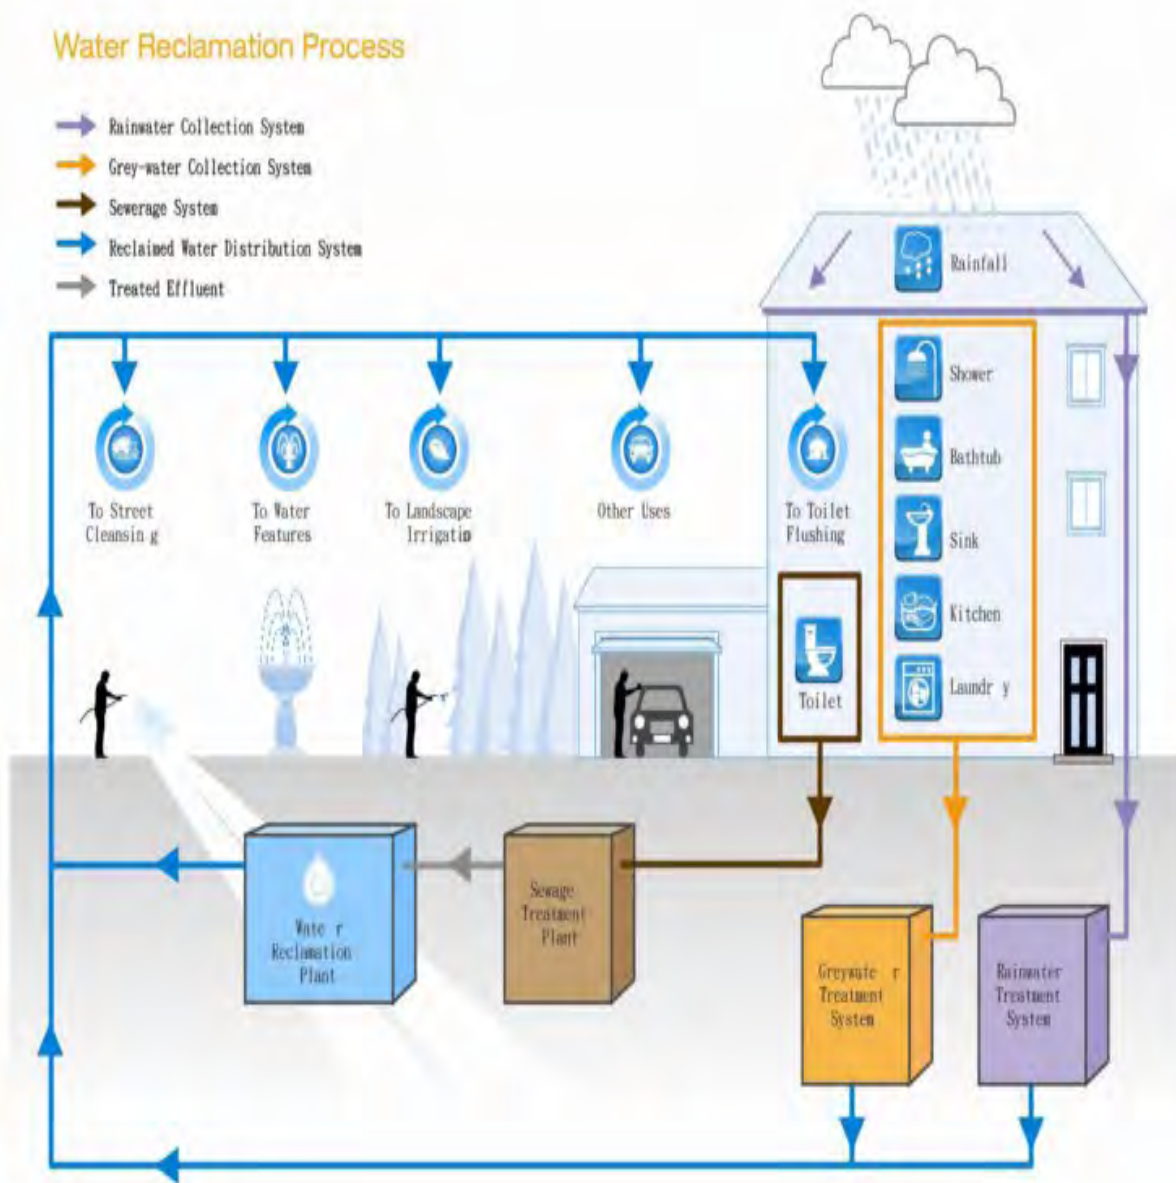 Water Reclamation Process
Rainwater Collection System
Grey-water Collection System
Sewerage System
Reclaimed Water Distribution System
Treated Effluent
Rainfall
Shower
Bathtub
Sink
Kitchen
Laundr y
To Street
Cleansin g
To Water
Features
To Landscape
Irrigation
Other Uses
To Toilet
Flushing
Toilet
Wate r
Reclamation
Plant
Sewage
Treatment
Plant
Greywate r
Treatment
System
Rainwater
Treatment
System